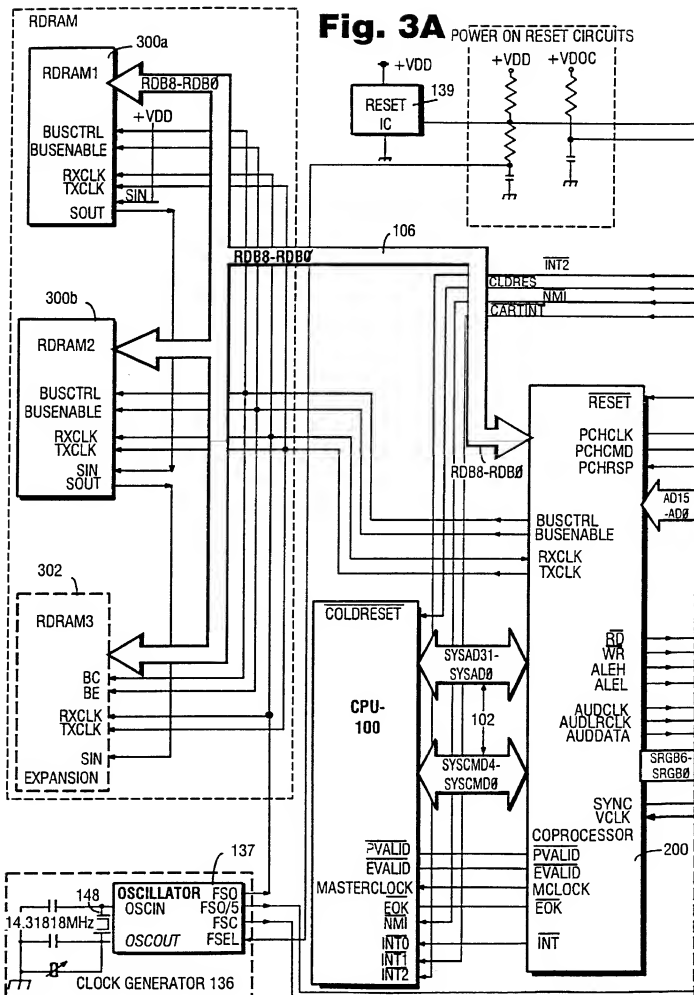 Fig. 3A
RDRAM
300a
RDRAM1
RDB8-RDBØ
+VDD
BUSCTRL
BUSENABLE
RXCLK
TXCLK
SIN
SOUT
POWER ON RESET CIRCUITS
+VDD
139
RESET
IC
+VDD
+VDOC
106
RDB8-RDBØ
INT2
CLDRES
NMI
CARTINT
300b
RDRAM2
BUSCTRL
BUSENABLE
RXCLK
TXCLK
SIN
SOUT
RDB8-RDBØ
RESET
PCHCLK
PCHCMD
PCHRSP
AD15
-ADØ
BUSCTRL
BUSENABLE
RXCLK
TXCLK
302
RDRAM3
BC
BE
RXCLK
TXCLK
SIN
EXPANSION
COLDRESET
SYSAD31-
SYSADØ
CPU-
100
102
SYSCMD4-
SYSCMDØ
RD
WR
ALEH
ALEL
AUDCLK
AUDLRCLK
AUDDATA
SRGB6-
SRGBØ
SYNC
VCLK
COPROCESSOR
200
PVALID
EVALID
MASTERCLOCK
EOK
NMI
INTO
INT1
INT2
PVALID
EVALID
MCLOCK
EOK
INT
137
148
OSCILLATOR
OSCIN
OSCOUT
FSO
FSO/5
FSC
FSEL
14.31818MHz
CLOCK GENERATOR 136